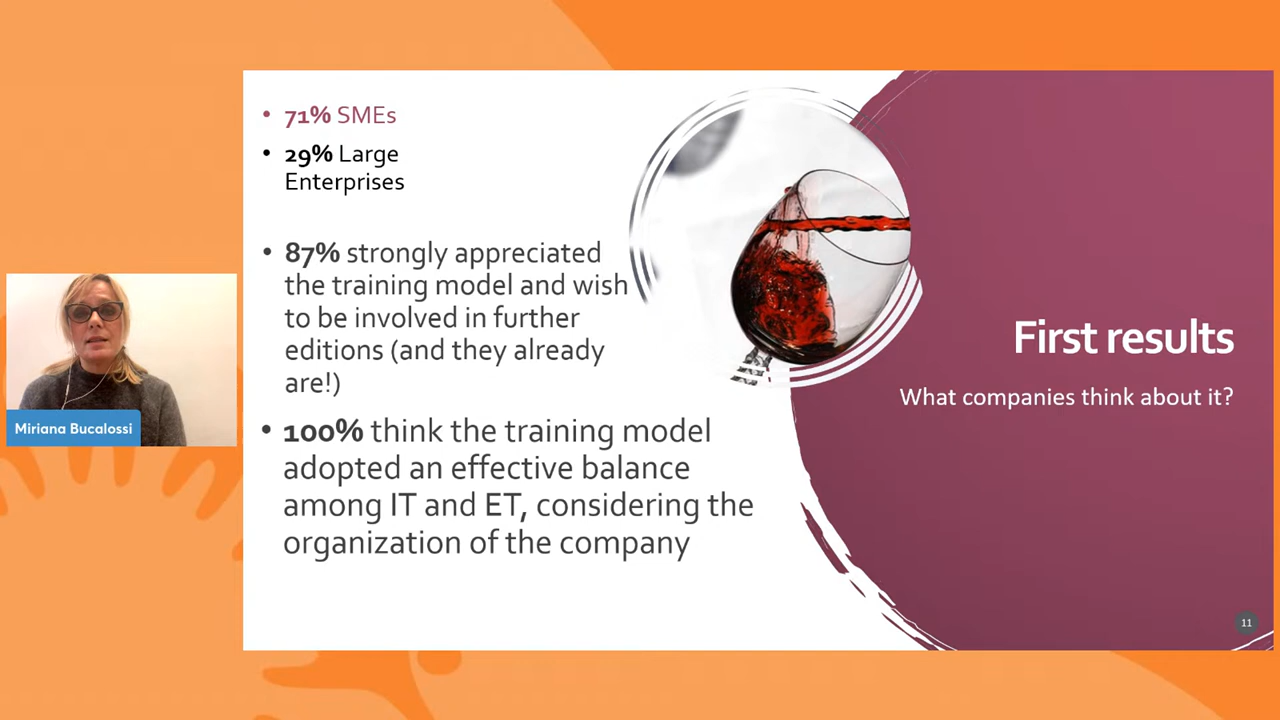 71% SMEs
29% Large
Enterprises
87% strongly appreciated
the training model and wish
to be involved in further
editions (and they already
are!)
100% think the training model
adopted an effective balance
among IT and ET, considering the
organization of the company
First results
What companies think about it?
Miriana Bucalossi
11